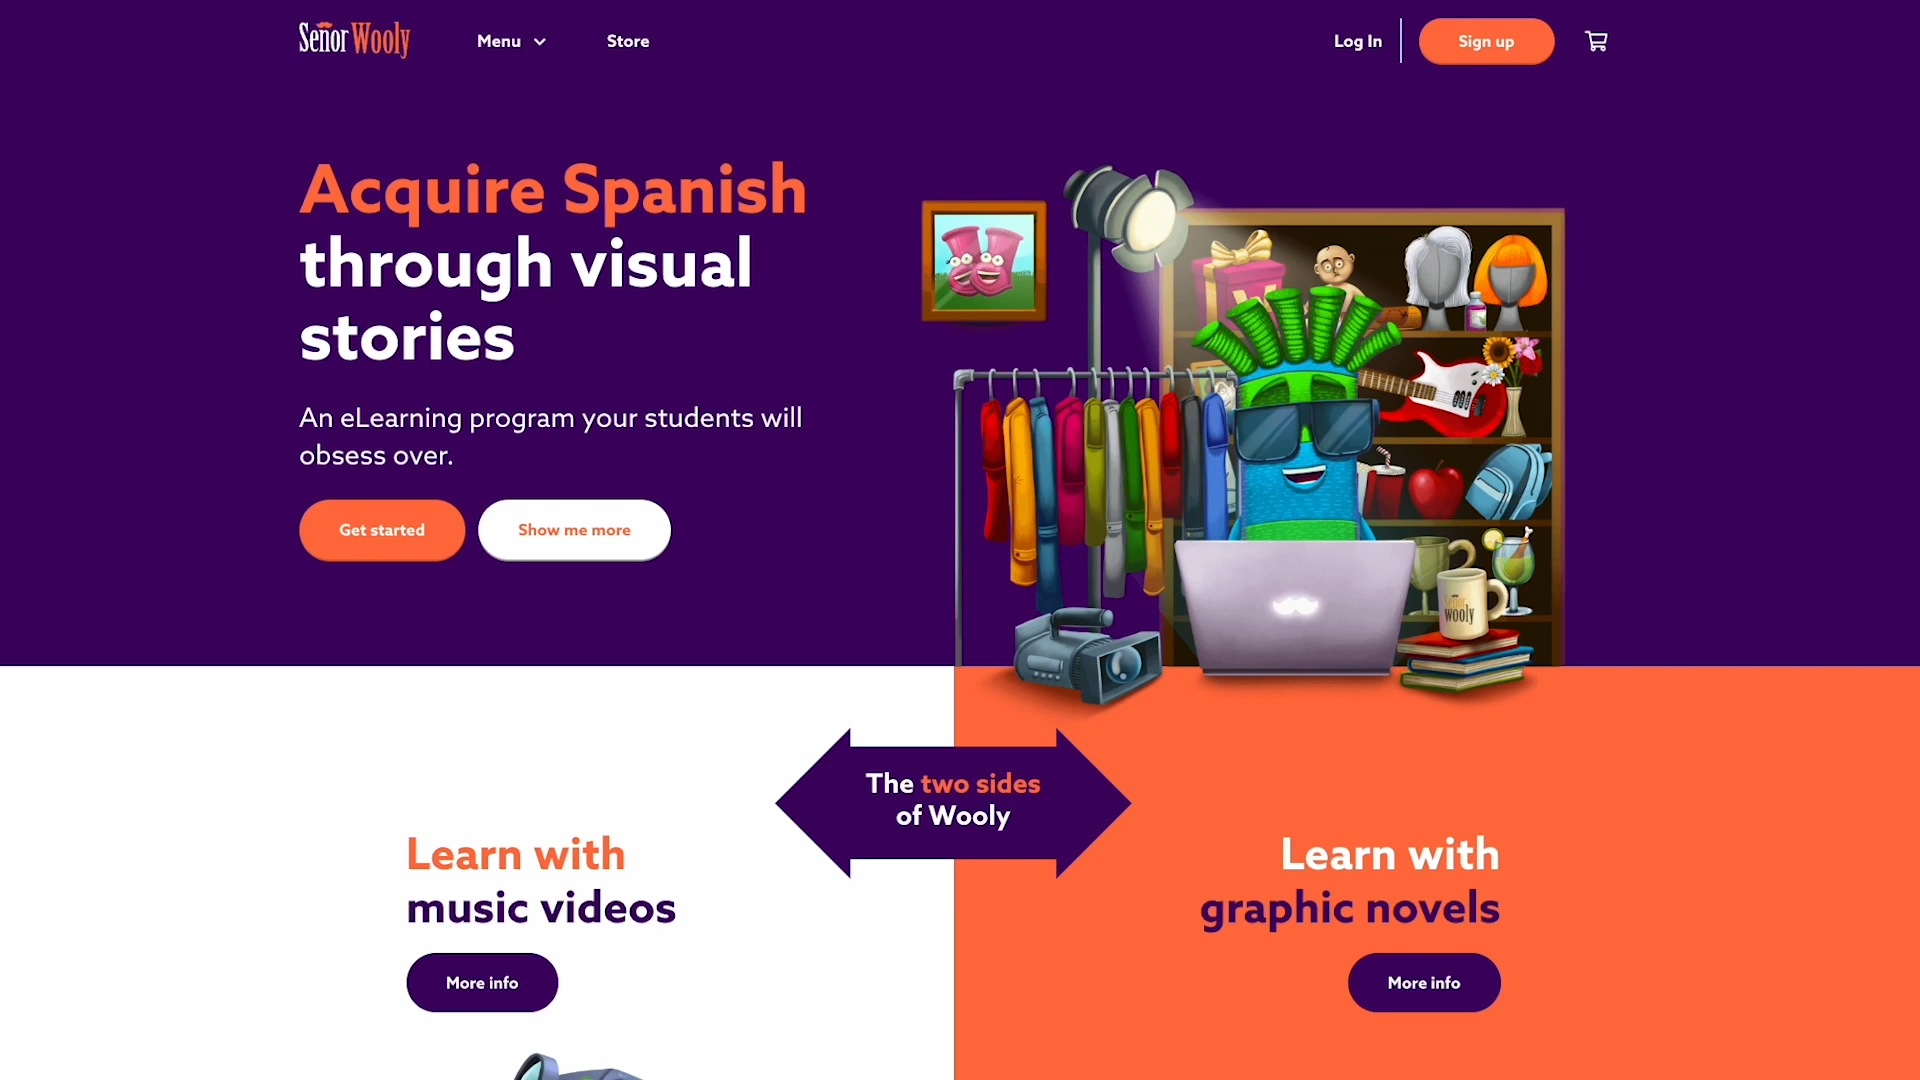 Señor Wooly
Menu
Store
Log In
Sign up
Acquire Spanish
through visual
stories
An eLearning program your students will
obsess over.
Get started
Show me more
Señor
wooly
The two sides
of Wooly
Learn with
music videos
More info
Learn with
graphic novels
More info